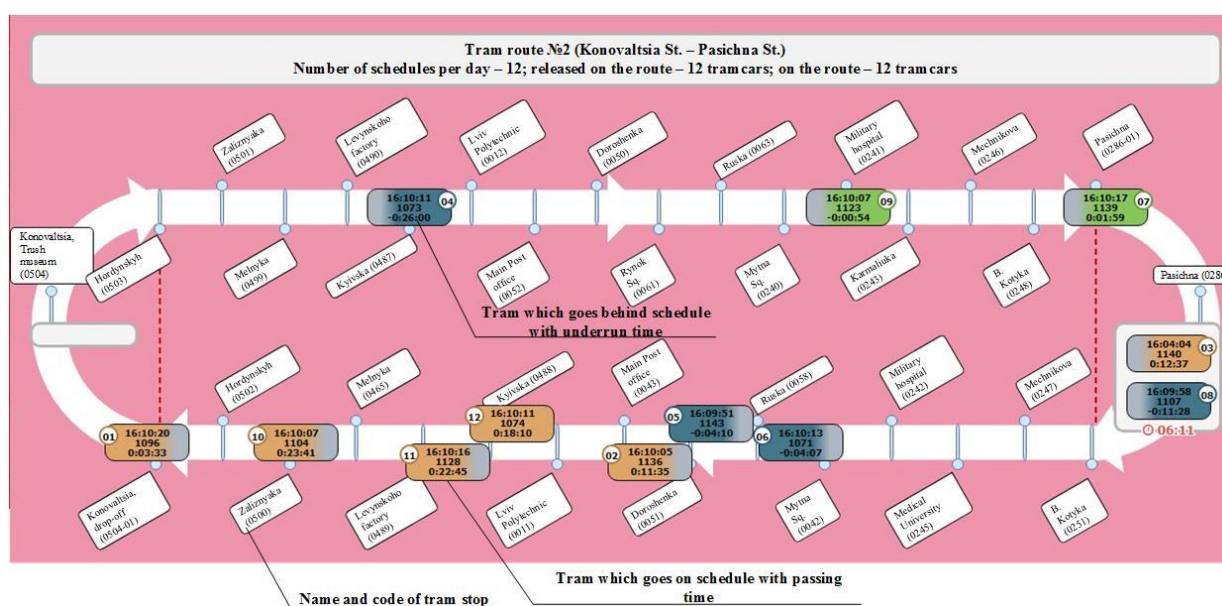 Tram route №2 (Konovaltsia St. – Pasichna St.)
Number of schedules per day – 12; released on the route – 12 tramcars; on the route – 12 tramcars
Zaliznyaka
(0501)
Levynskoho
factory
(0490)
Lviv
Polytechnic
(0012)
Doroshenka
(0050)
Ruska (0063)
Military
hospital
(0241)
Mechnikova
(0246)
Pasichna
(0286-01)
16:10:11
1073
-0:26:00
04
16:10:07
1123
-0:00:54
09
16:10:17
1139
0:01:59
07
Konovaltsia,
Trush
museum
(0504)
Hordynskyh
(0503)
Melnyka
(0499)
Kyivska (0487)
Main Post
office
(0052)
Rynok
Sq.
(0061)
Mytna
Sq.
(0240)
Karmaliuka
(0243)
B.
Kotyka
(0248)
Pasichna (0286
Tram which goes behind schedule
with underrun time
16:04:04
1140
0:12:37
03
16:09:58
1107
-0:11:28
08
06:11
Hordynskyh
(0502)
Melnyka
(0465)
Kyivska (0488)
Main Post
office
(0043)
Ruska (0058)
Military
hospital
(0242)
Mechnikova
(0247)
01
16:10:20
1096
0:03:33
10
16:10:07
1104
0:23:41
11
16:10:16
1128
0:22:45
12
16:10:11
1074
0:18:10
02
16:10:05
1136
0:11:35
05
16:09:51
1143
-0:04:10
06
16:10:13
1071
-0:04:07
Konovaltsia,
drop-off
(0504-01)
Zaliznyaka
(0500)
Levynskoho
factory
(0489)
Lviv
Polytechnic
(0011)
Doroshenka
(0051)
Mytna
Sq.
(0042)
Medical
University
(0245)
B.
Kotyka
(0251)
Tram which goes on schedule with passing
time
Name and code of tram stop